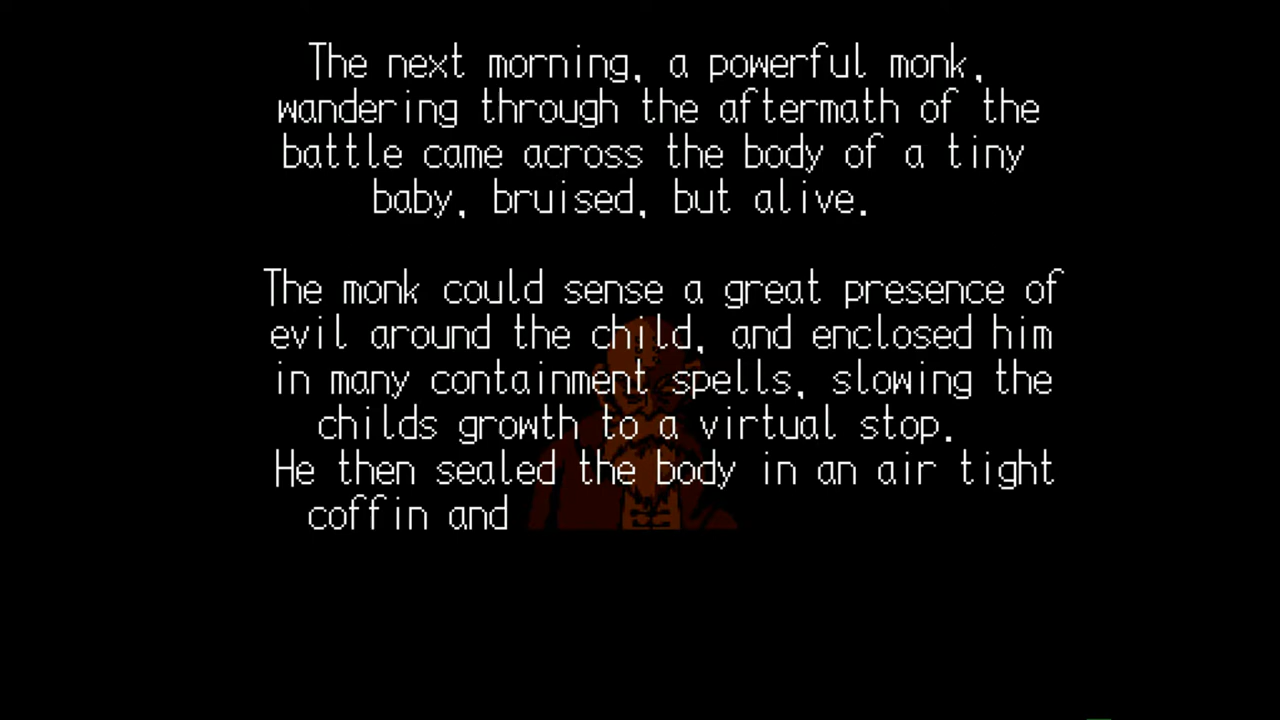 The next morning, a powerful monk,
wandering through the aftermath of the
battle came across the body of a tiny
baby, bruised, but alive.
The monk could sense a great presence of
evil around the child, and enclosed him
in many containment spells, slowing the
childs growth to a virtual stop.
He then sealed the body in an air tight
coffin and